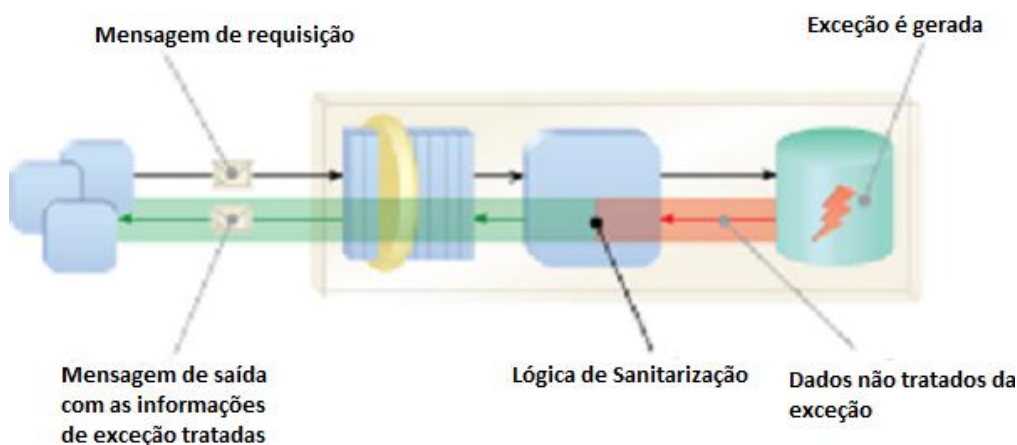 Mensagem de requisição
Exceção é gerada
Mensagem de saída
com as informações
de exceção tratadas
Lógica de Sanitarização
Dados não tratados da
exceção